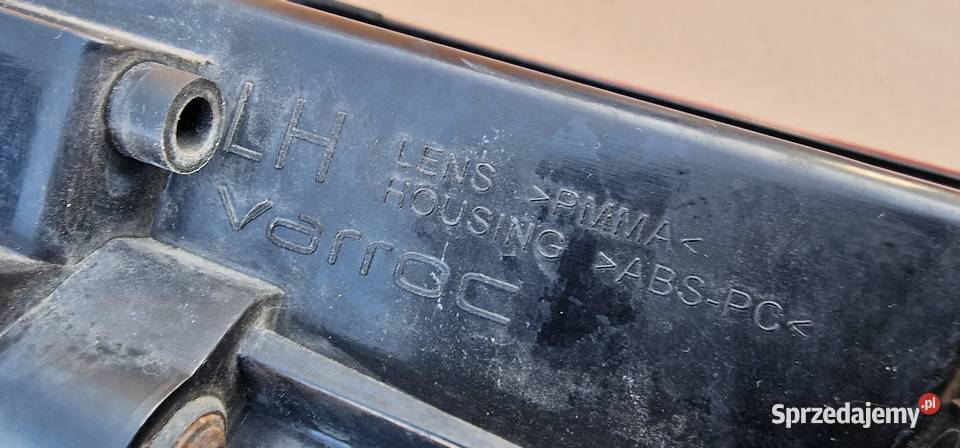 LH
varroc
LENS >PMMA<
HOUSING >ABS-PC<
Sprzedajemy.pl